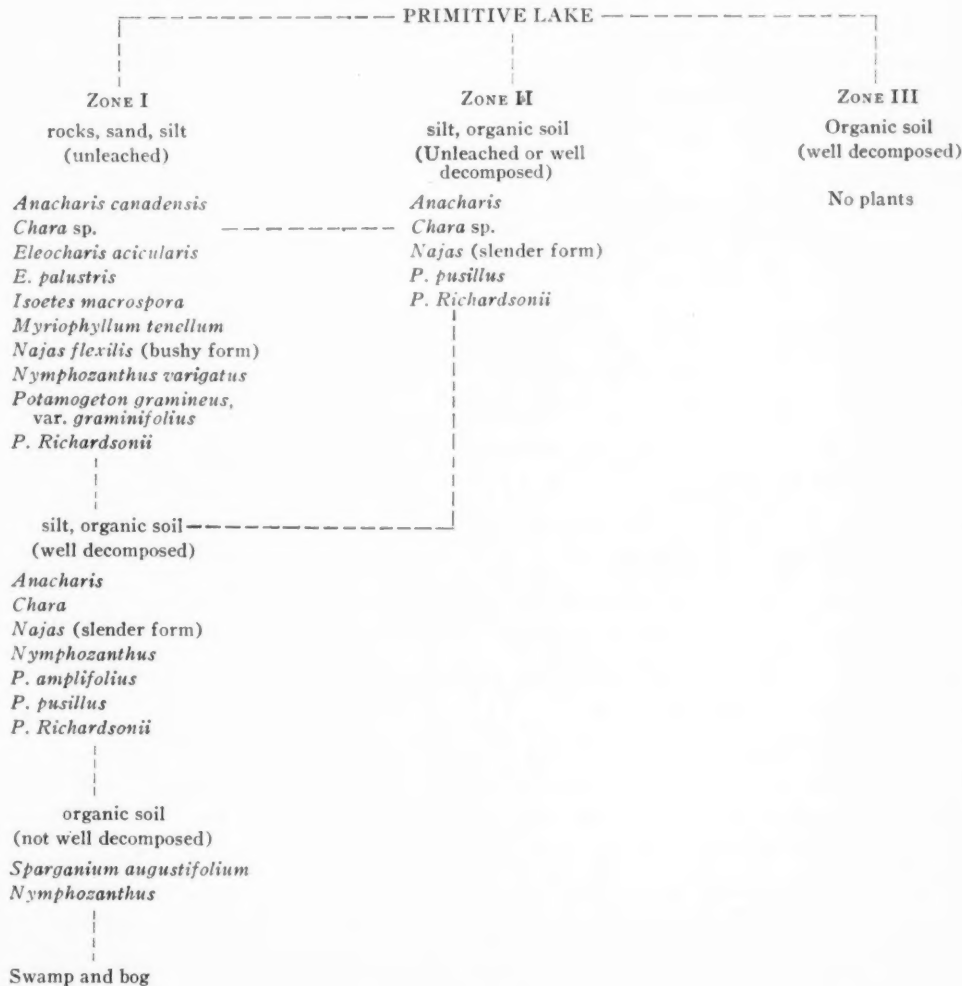 PRIMITIVE LAKE
ZONE I
rocks, sand, silt
(unleached)
Anacharis canadensis
Chara sp.
Eleocharis acicularis
E. palustris
Isoetes macrospora
Myriophyllum tenellum
Najas flexilis (bushy form)
Nymphozanthus varigatus
Potamogeton gramineus,
var. graminifolius
P. Richardsonii
ZONE II
silt, organic soil
(Unleached or well
decomposed)
Anacharis
Chara sp.
Najas (slender form)
P. pusillus
P. Richardsonii
ZONE III
Organic soil
(well decomposed)
No plants
silt, organic soil
(well decomposed)
Anacharis
Chara
Najas (slender form)
Nymphozanthus
P. amplifolius
P. pusillus
P. Richardsonii
organic soil
(not well decomposed)
Sparganium augustifolium
Nymphozanthus
Swamp and bog